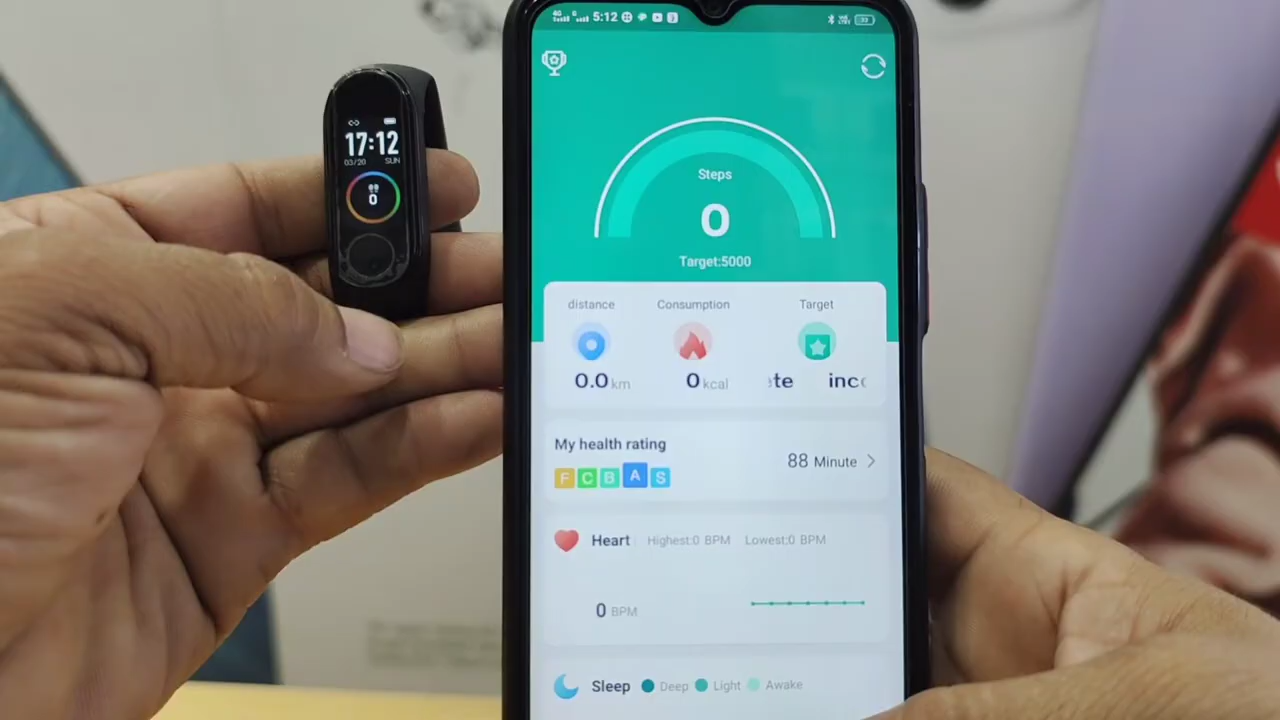 17:12
03/20 SUN
0
4G 5:12
Steps
0
Target:5000
distance Consumption Target
0.0 km 0 kcal te inc
My health rating
F C B A S
88 Minute
Heart Highest:0 BPM Lowest:0 BPM
0 BPM
Sleep Deep Light Awake